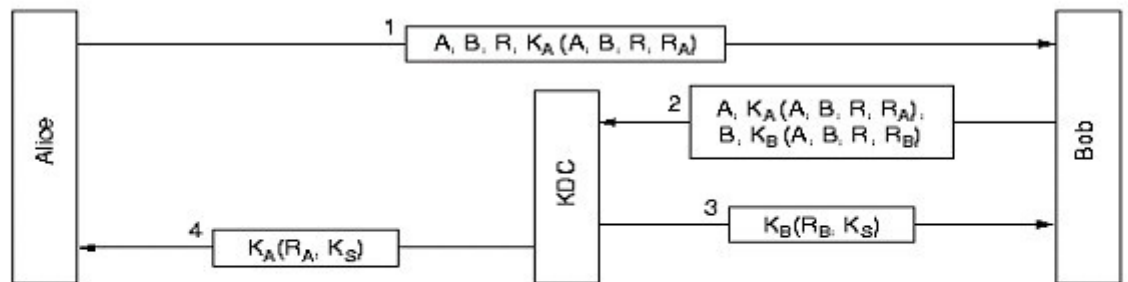 1
A, B, R, K_A (A, B, R, R_A)
2
A, K_A (A, B, R, R_A),
B, K_B (A, B, R, R_B)
Alice
KDC
Bob
3
K_B(R_B, K_S)
4
K_A(R_A, K_S)